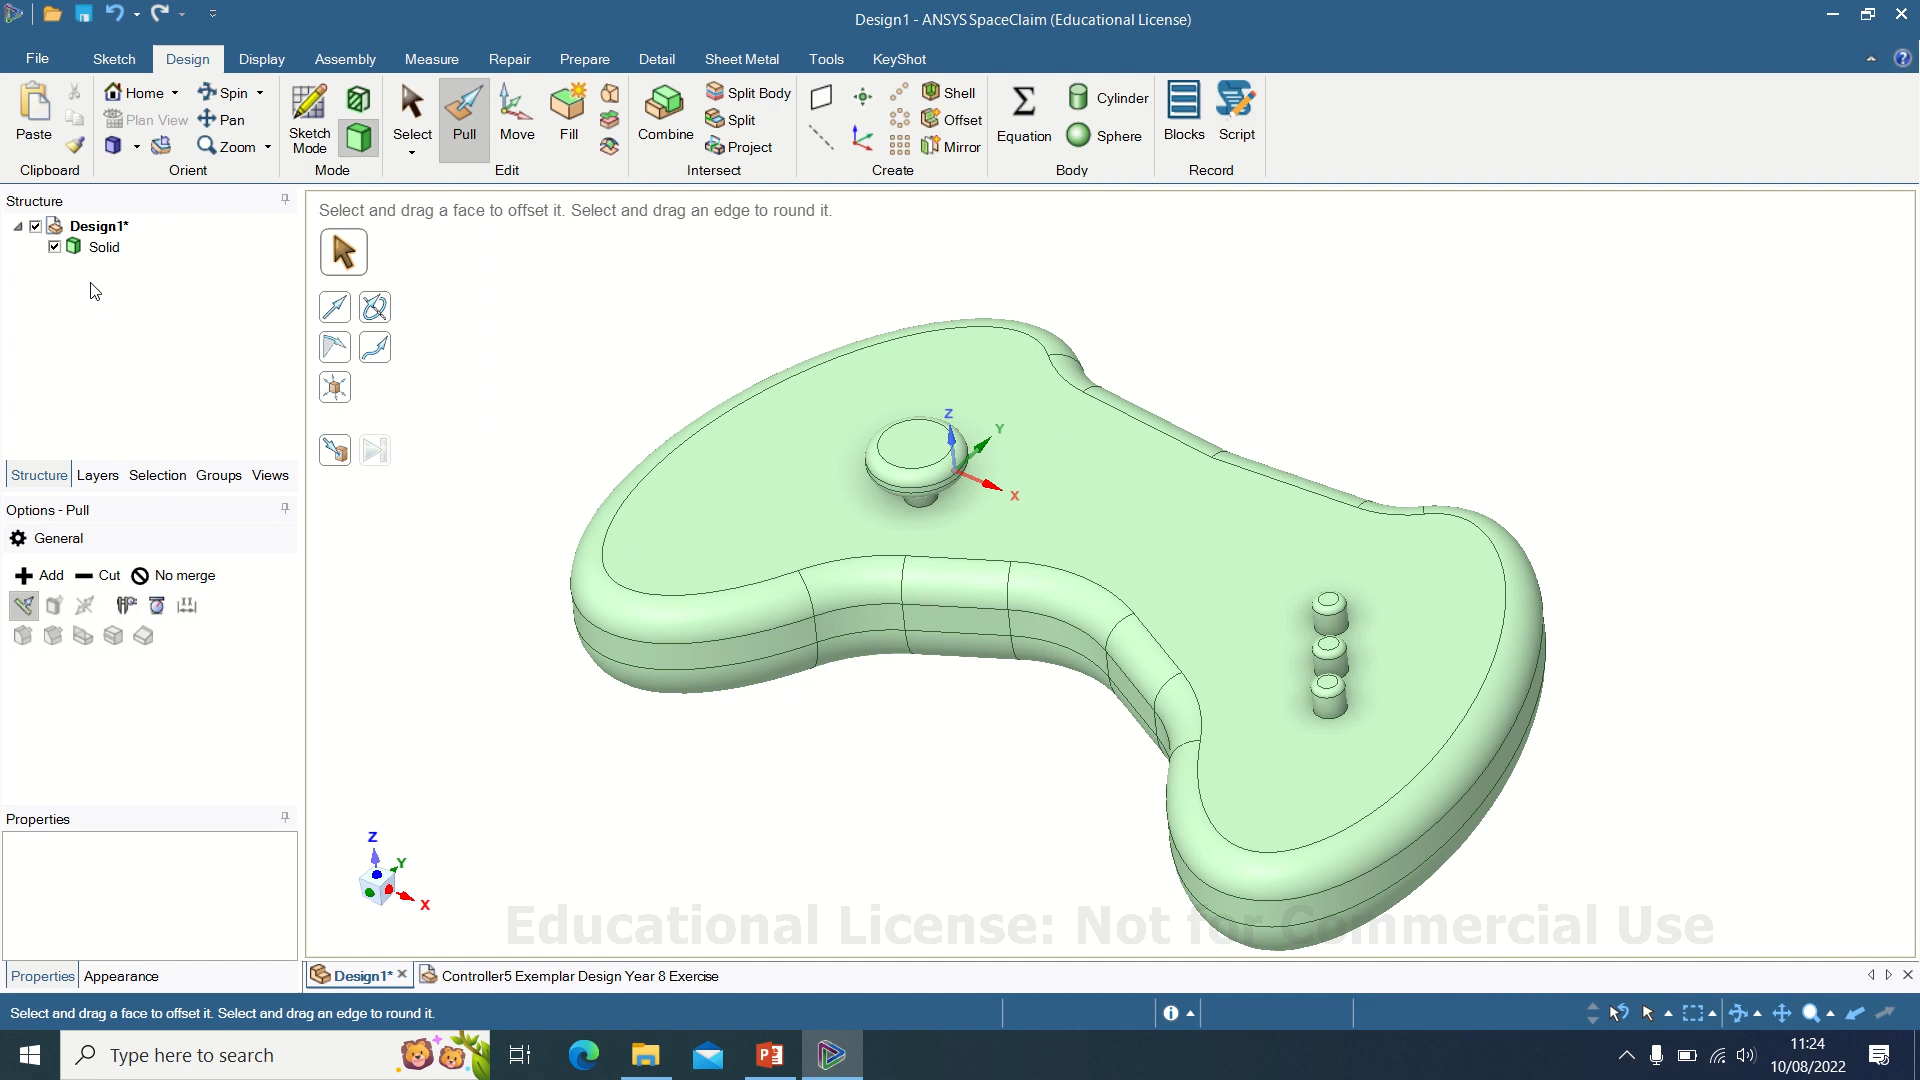 Design1 - ANSYS SpaceClaim (Educational License)
File Sketch Design Display Assembly Measure Repair Prepare Detail Sheet Metal Tools KeyShot
Home Spin Split Body Shell Cylinder
Plan View Pan Split Offset
Paste Sketch Mode Select Pull Move Fill Combine Equation Sphere Blocks Script
Zoom Project Mirror
Clipboard Orient Mode Edit Intersect Create Body Record
Structure
Select and drag a face to offset it. Select and drag an edge to round it.
Design1*
Solid
Z
Y
X
Structure Layers Selection Groups Views
Options - Pull
General
Add Cut No merge
Properties
Z
Y
X
Educational License: Not for Commercial Use
Properties Appearance
Design1* Controller5 Exemplar Design Year 8 Exercise
Select and drag a face to offset it. Select and drag an edge to round it.
Type here to search
11:24
10/08/2022